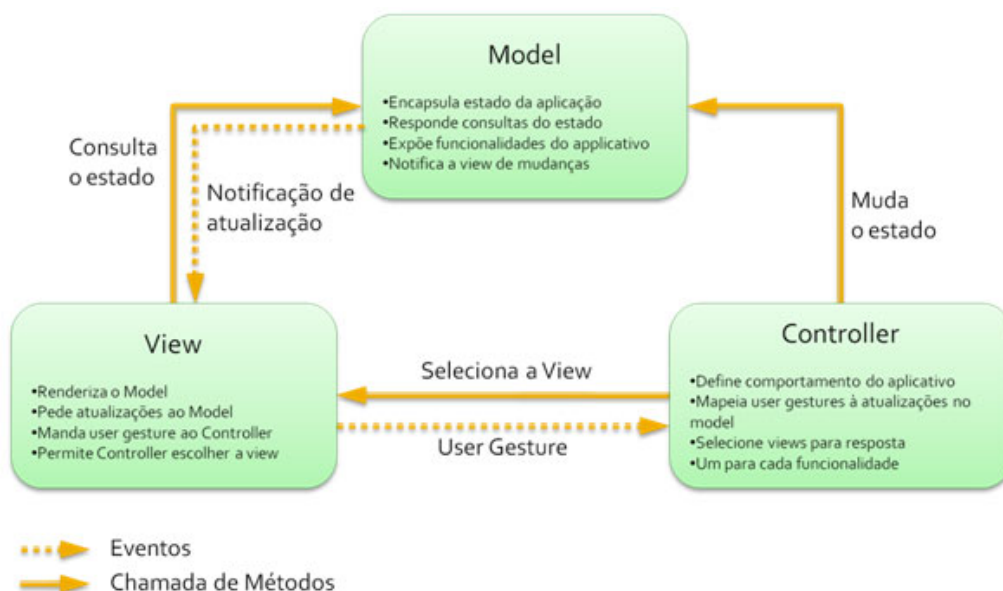 Model
•Encapsula estado da aplicação
•Responde consultas do estado
•Expõe funcionalidades do applicativo
•Notifica a view de mudanças
Consulta
o estado
Notificação de
atualização
Muda
o estado
View
•Renderiza o Model
•Pede atualizações ao Model
•Manda user gesture ao Controller
•Permite Controller escolher a view
Seleciona a View
User Gesture
Controller
•Define comportamento do aplicativo
•Mapeia user gestures à atualizações no
model
•Selecione views para resposta
•Um para cada funcionalidade
Eventos
Chamada de Métodos